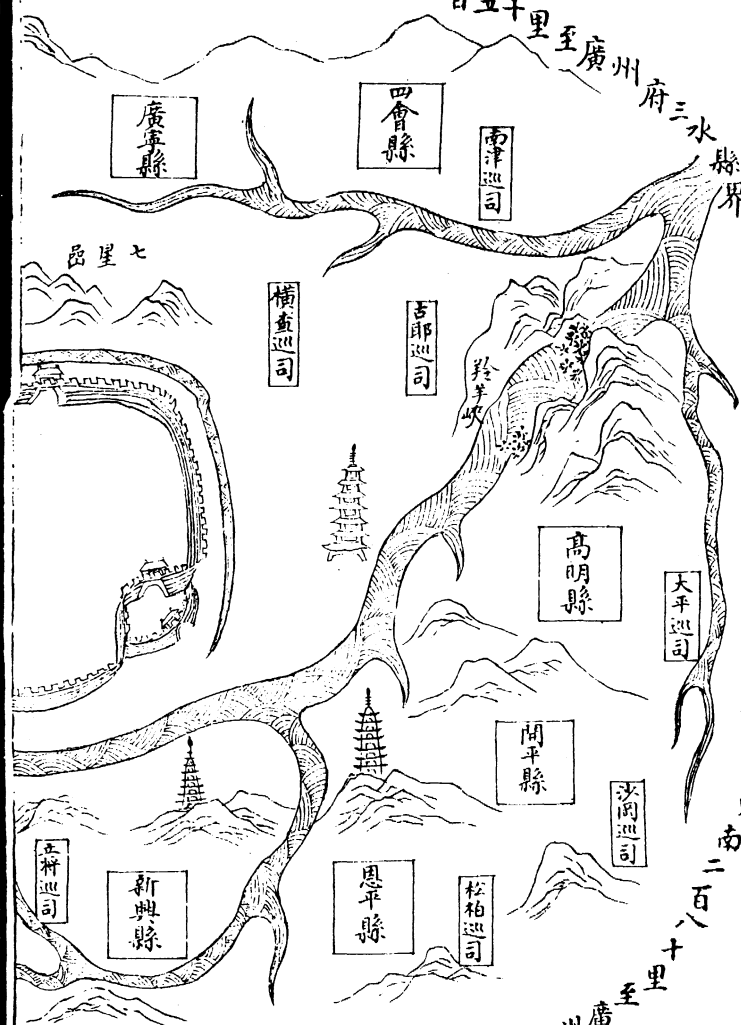 百五十里至廣州府三水縣界
四會縣
廣寧縣
南津巡司
七星岩
橫查巡司
古耶巡司
羚羊峽
高明縣
大平巡司
開平縣
沙岡巡司
恩平縣
松柏巡司
新興縣
立將巡司
南二百八十里至廣州